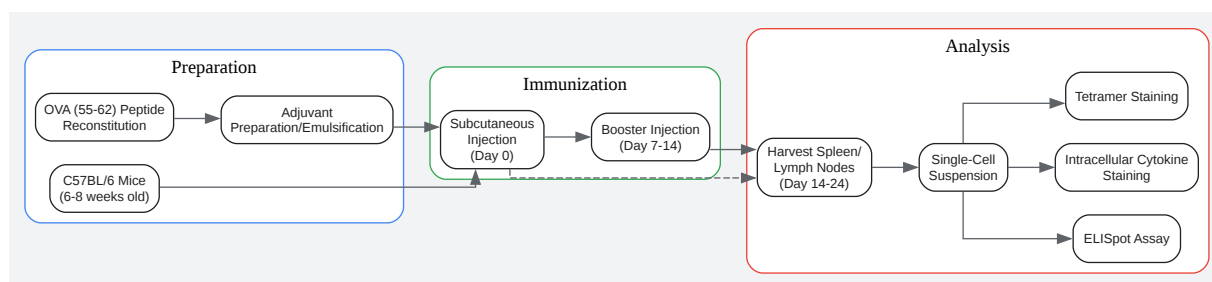 Preparation
OVA (55-62) Peptide
Reconstitution
Adjuvant
Preparation/Emulsification
C57BL/6 Mice
(6-8 weeks old)
Immunization
Subcutaneous
Injection
(Day 0)
Booster Injection
(Day 7-14)
Analysis
Harvest Spleen/
Lymph Nodes
(Day 14-24)
Single-Cell
Suspension
Tetramer Staining
Intracellular Cytokine
Staining
ELISpot Assay